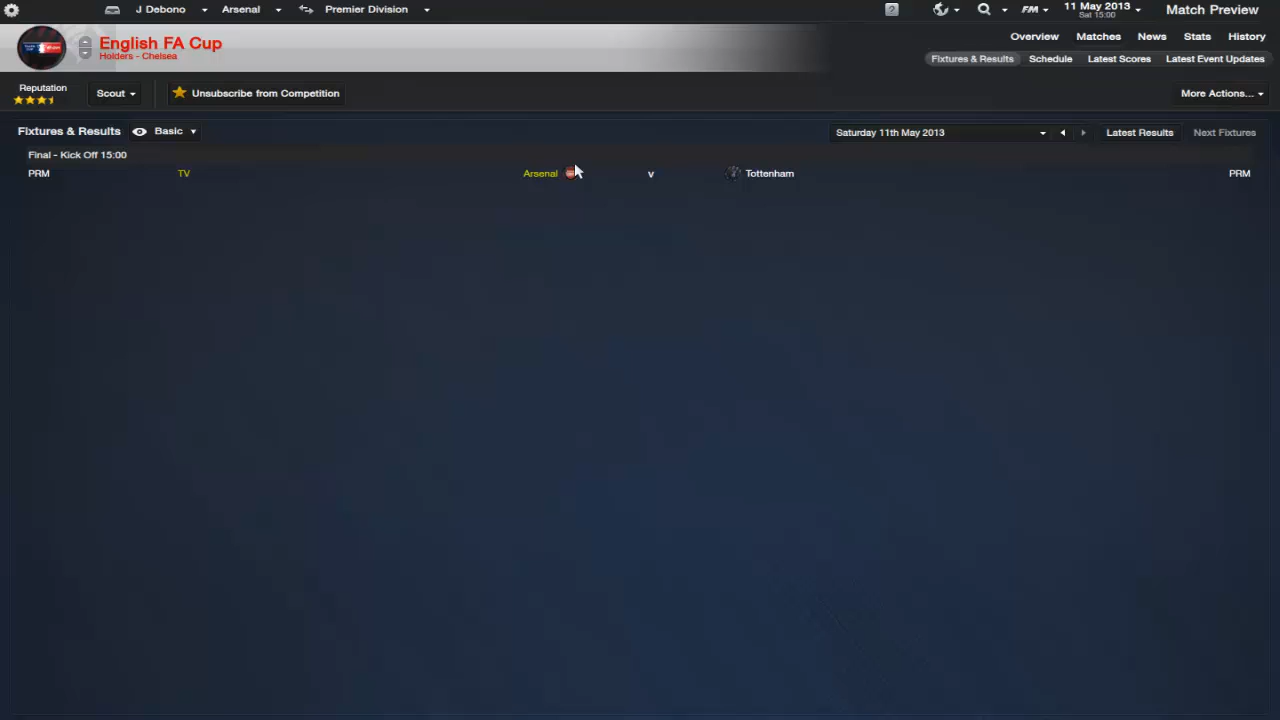 J Debono Arsenal Premier Division ? FM 11 May 2013 Match Preview
Sat 15:00
English FA Cup
Holders - Chelsea
Overview Matches News Stats History
Fixtures & Results Schedule Latest Scores Latest Event Updates
Reputation
Scout Unsubscribe from Competition More Actions...
Fixtures & Results Basic Saturday 11th May 2013 Latest Results Next Fixtures
Final - Kick Off 15:00
PRM TV Arsenal v Tottenham PRM